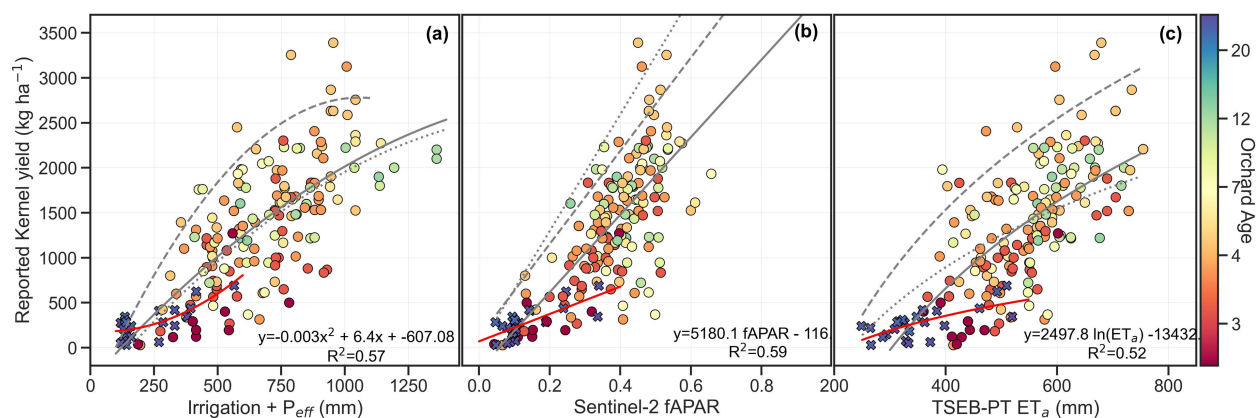 Reported Kernel yield (kg ha⁻¹)
3500
3000
2500
2000
1500
1000
500
0
(a)
y=-0.003x² + 6.4x + -607.08
R²=0.57
0 250 500 750 1000 1250
Irrigation + P_eff (mm)
(b)
y=5180.1 fAPAR - 116
R²=0.59
0.0 0.2 0.4 0.6 0.8 1.0
Sentinel-2 fAPAR
(c)
y=2497.8 ln(ET_a) -13432
R²=0.52
400 600 800
TSEB-PT ET_a (mm)
20
12
7
4
3
Orchard Age